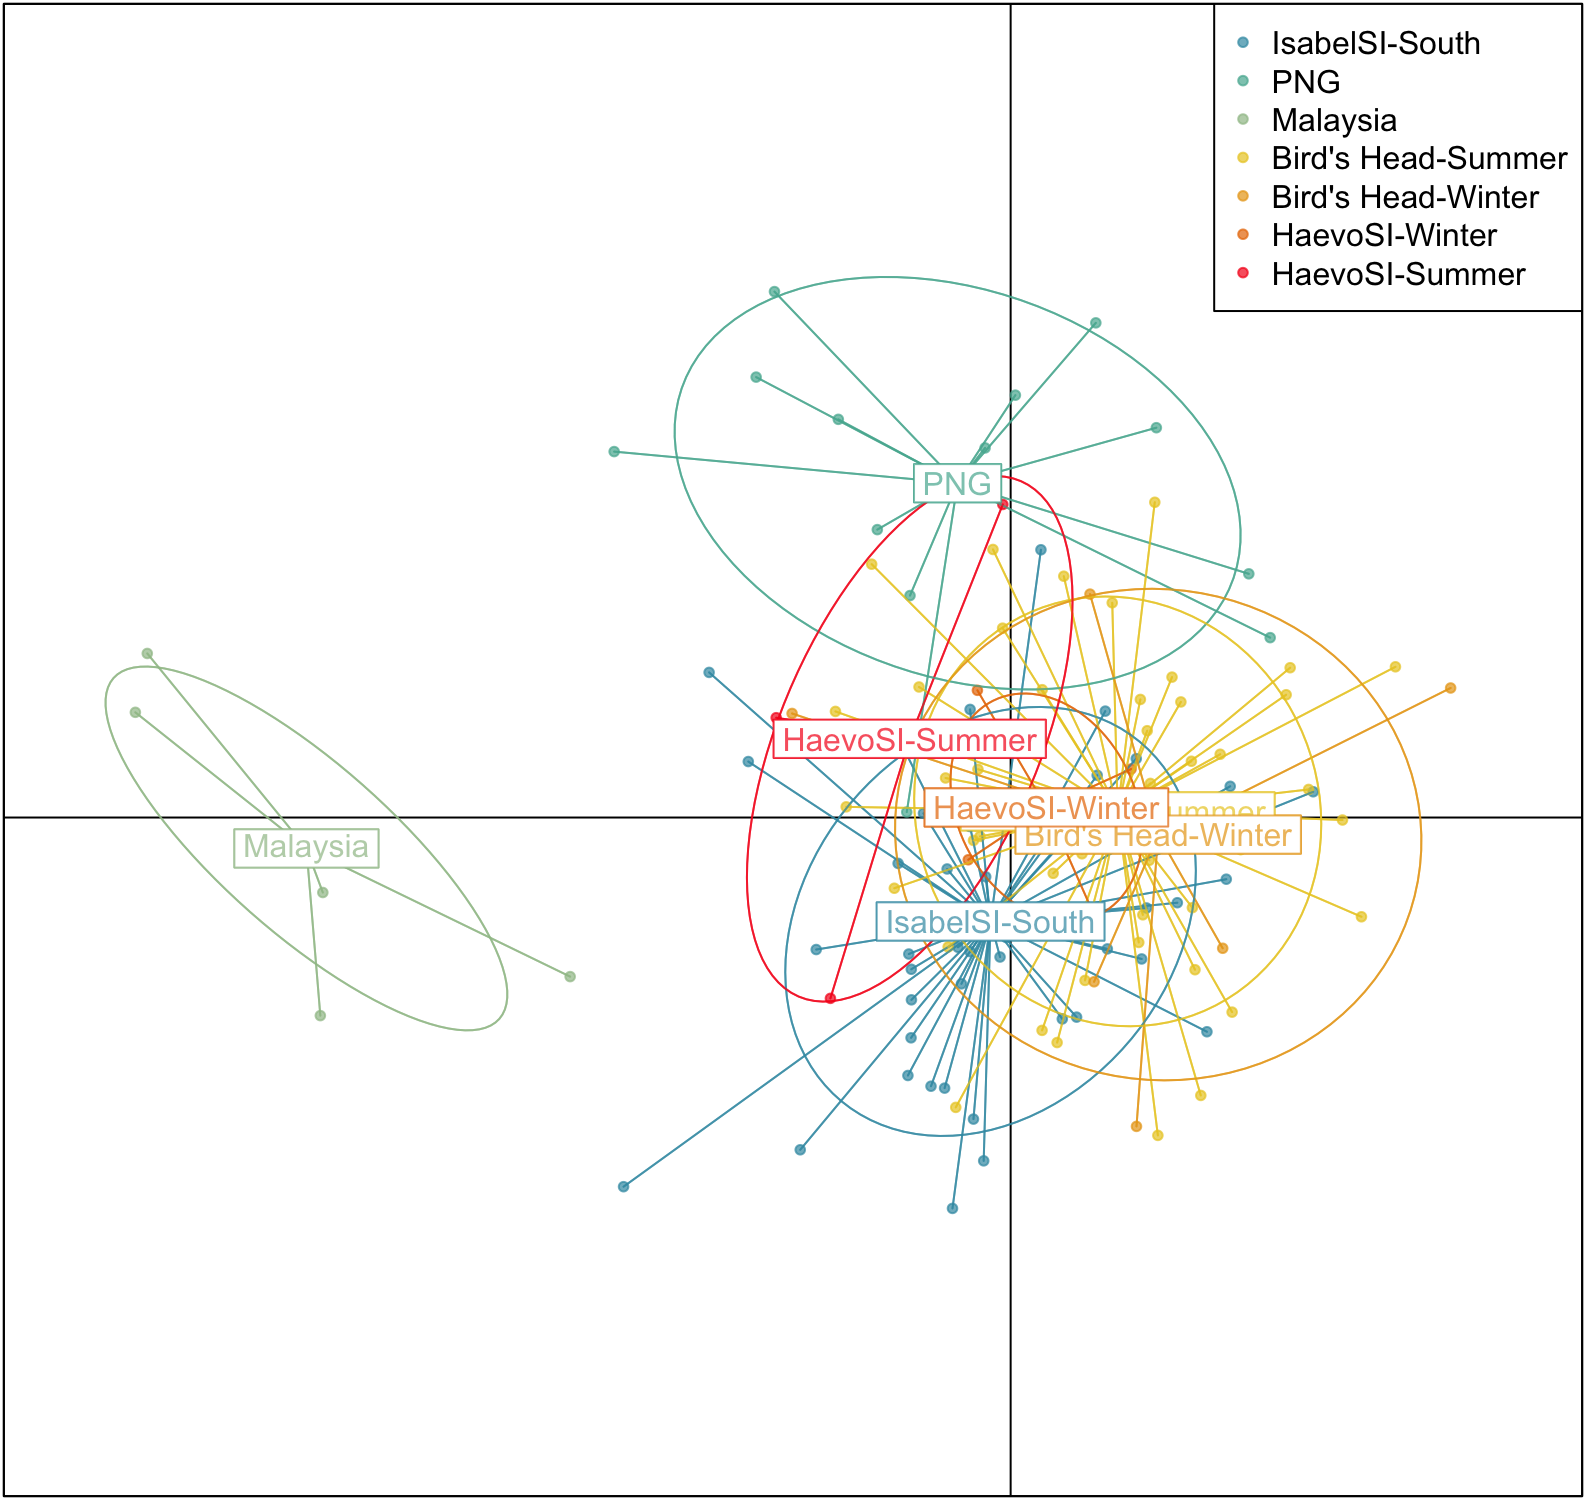 IsabelSI-South
PNG
Malaysia
Bird's Head-Summer
Bird's Head-Winter
HaevoSI-Winter
HaevoSI-Summer
PNG
HaevoSI-Summer
HaevoSI-Winter
ummer
Bird's Head-Winter
Malaysia
IsabelSI-South